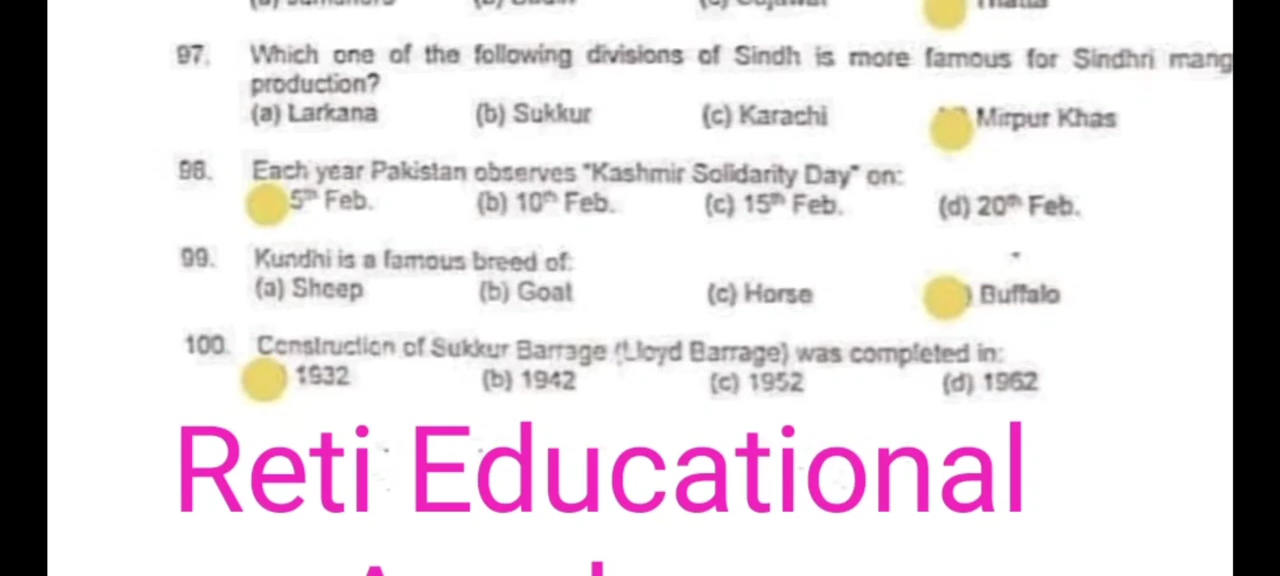 97. Which one of the following divisions of Sindh is more famous for Sindhri mang
production?
(a) Larkana (b) Sukkur (c) Karachi Mirpur Khas
98. Each year Pakistan observes "Kashmir Solidarity Day" on:
5th Feb. (b) 10th Feb. (c) 15th Feb. (d) 20th Feb.
99. Kundhi is a famous breed of:
(a) Sheep (b) Goat (c) Horse ) Buffalo
100. Construction of Sukkur Barrage (Lloyd Barrage) was completed in:
1932 (b) 1942 (c) 1952 (d) 1962
Reti Educational